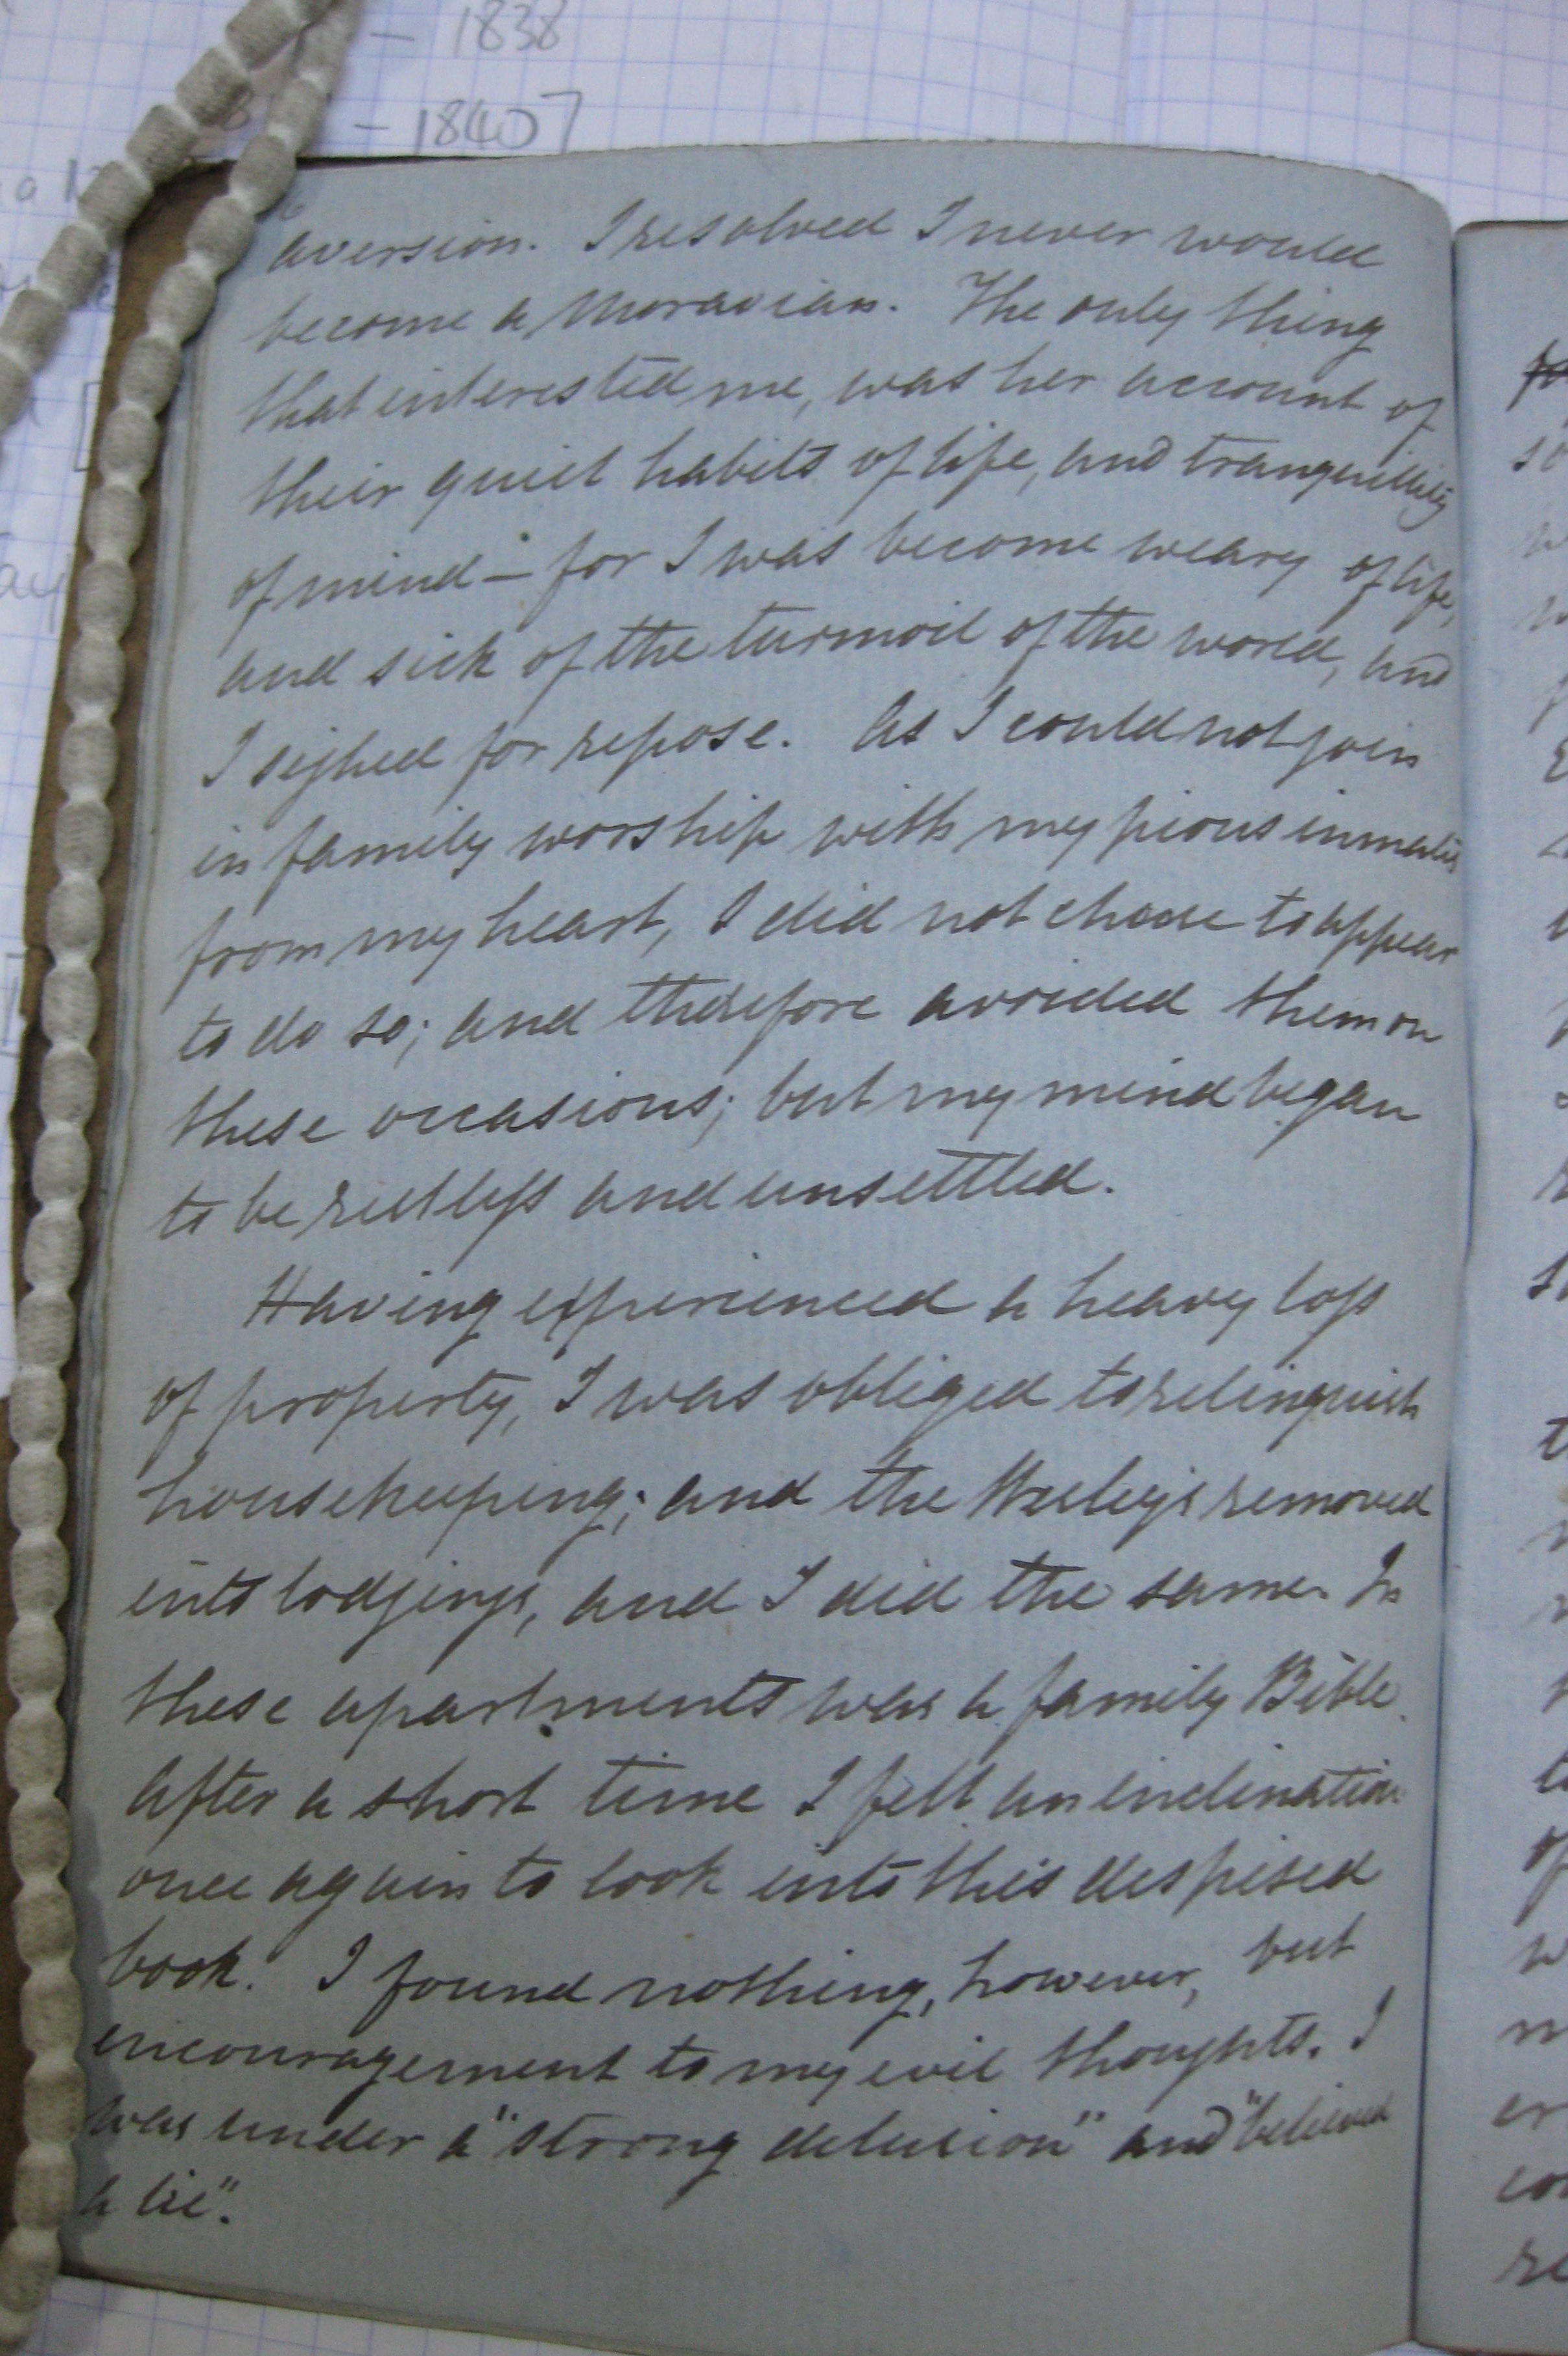 - 1838
- 1840]
6
aversion. I resolved I never would
become a Moravian. The only thing
that interested me, was her account of
their quiet habits of life, and tranquillity
of mind – for I was become weary of life,
and sick of the turmoil of the world, and
I sighed for repose. As I could not join
in family worship with my pious inmates
from my heart, I did not choose to appear
to do so; and therefore avoided them on
these occasions; but my mind began
to be restless and unsettled.
Having experienced a heavy loss
of property, I was obliged to relinquish
housekeeping; and the Wesleys removed
into lodgings, and I did the same. In
these apartments was a family Bible.
After a short time I felt an inclination
once again to look into this despised
book. I found nothing, however, but
encouragement to my evil thoughts. I
was under a "strong delusion" and "believed
a lie".